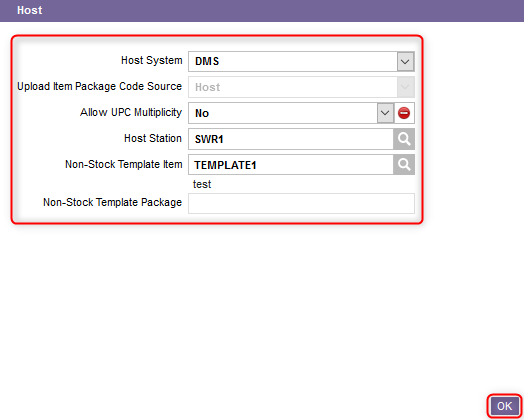 Host
Host System DMS
Upload Item Package Code Source Host
Allow UPC Multiplicity No
Host Station SWR1
Non-Stock Template Item TEMPLATE1
test
Non-Stock Template Package
OK